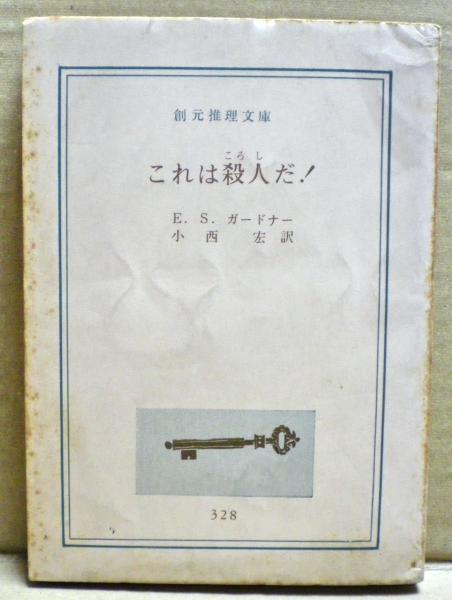 創元推理文庫
ころし
これは殺人だ!
E. S. ガードナー
小西 宏訳
328